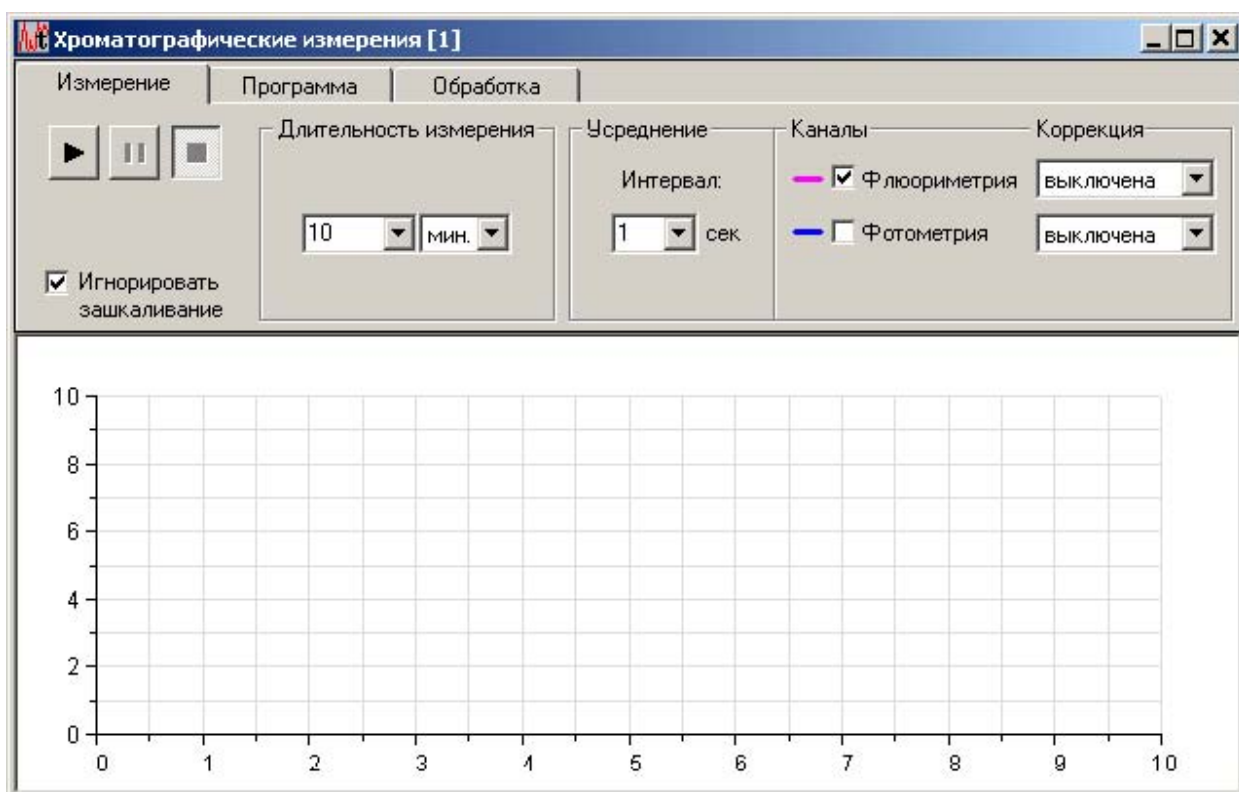 Хроматографические измерения [1]
Измерение Программа Обработка
Длительность измерения Усреднение Каналы Коррекция
Интервал: Флюориметрия выключена
10 мин. 1 сек Фотометрия выключена
Игнорировать
зашкаливание
10
8
6
4
2
0
0 1 2 3 4 5 6 7 8 9 10